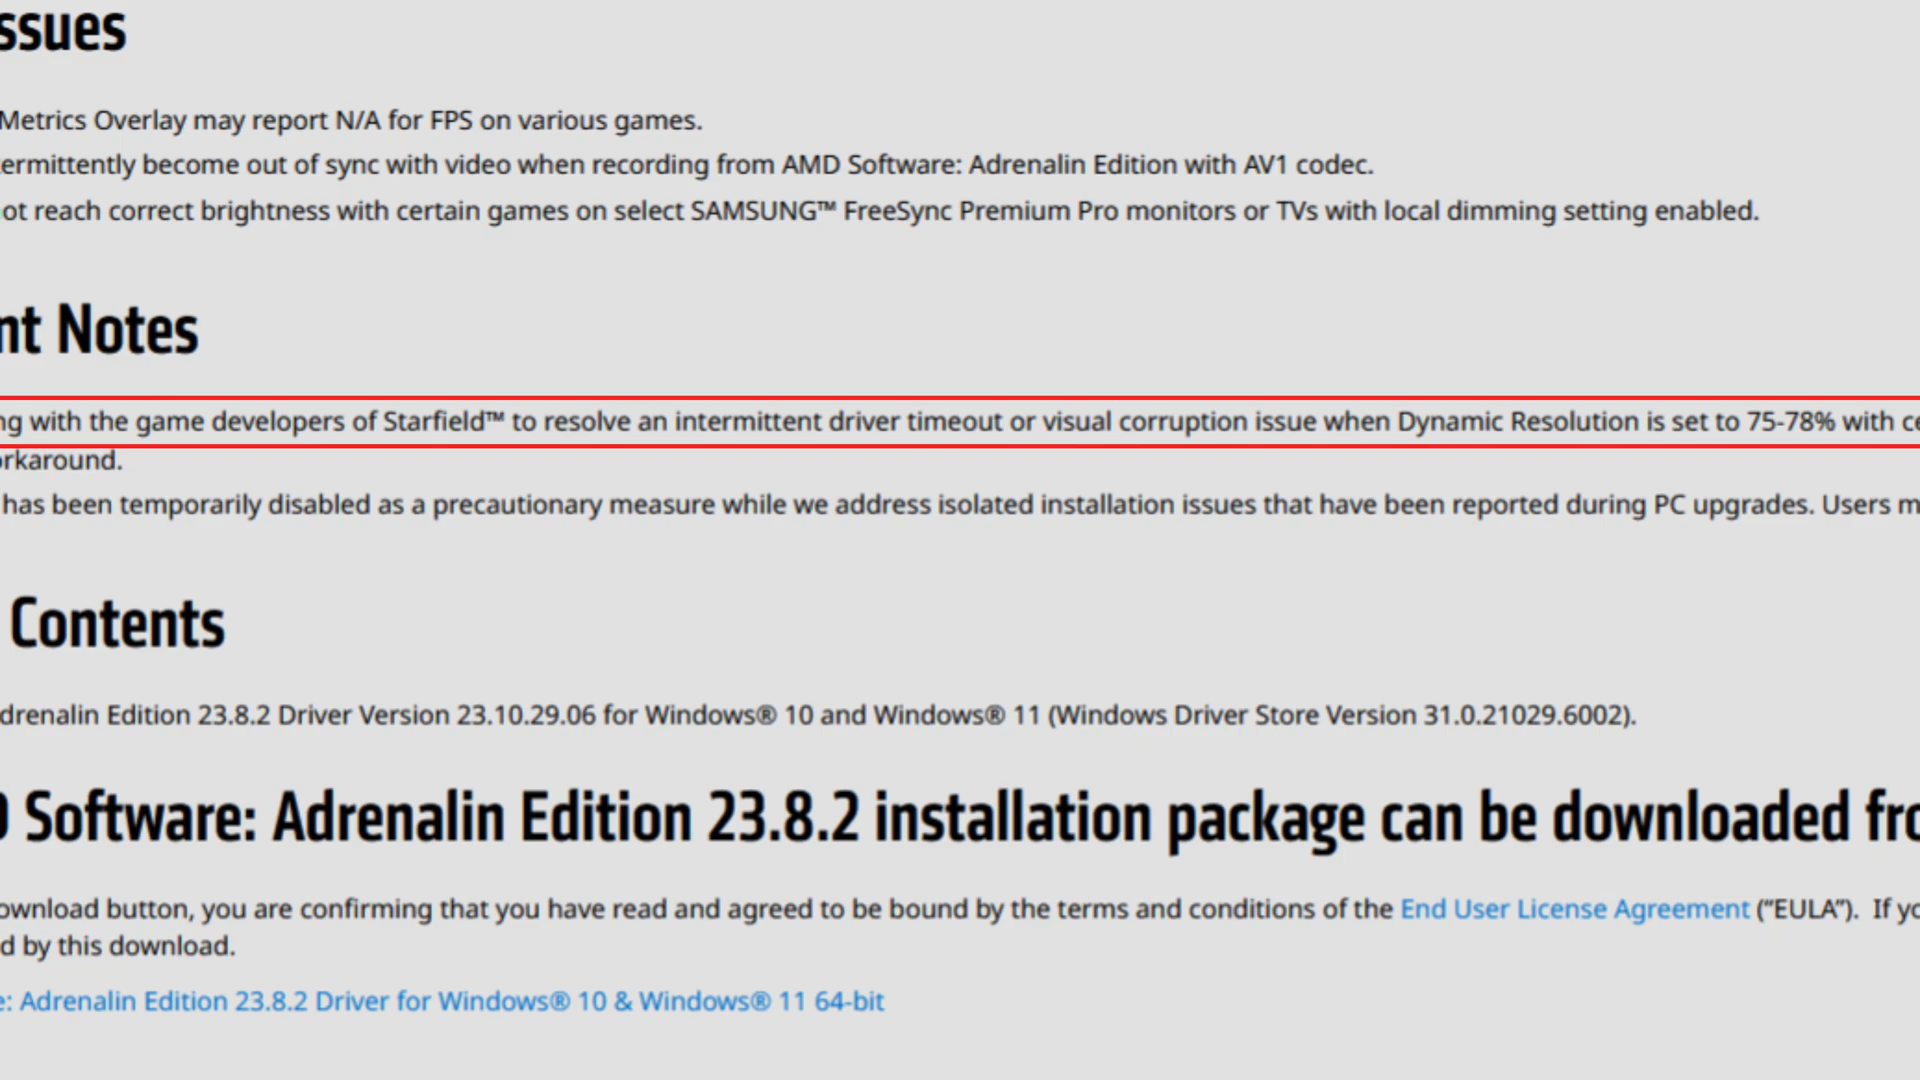 ssues
Metrics Overlay may report N/A for FPS on various games.
ermittently become out of sync with video when recording from AMD Software: Adrenalin Edition with AV1 codec.
ot reach correct brightness with certain games on select SAMSUNG™ FreeSync Premium Pro monitors or TVs with local dimming setting enabled.
nt Notes
ng with the game developers of Starfield™ to resolve an intermittent driver timeout or visual corruption issue when Dynamic Resolution is set to 75-78% with ce
orkaround.
has been temporarily disabled as a precautionary measure while we address isolated installation issues that have been reported during PC upgrades. Users m
Contents
drenalin Edition 23.8.2 Driver Version 23.10.29.06 for Windows® 10 and Windows® 11 (Windows Driver Store Version 31.0.21029.6002).
Software: Adrenalin Edition 23.8.2 installation package can be downloaded fro
ownload button, you are confirming that you have read and agreed to be bound by the terms and conditions of the End User License Agreement (“EULA”).  If yo
d by this download.
e: Adrenalin Edition 23.8.2 Driver for Windows® 10 & Windows® 11 64-bit